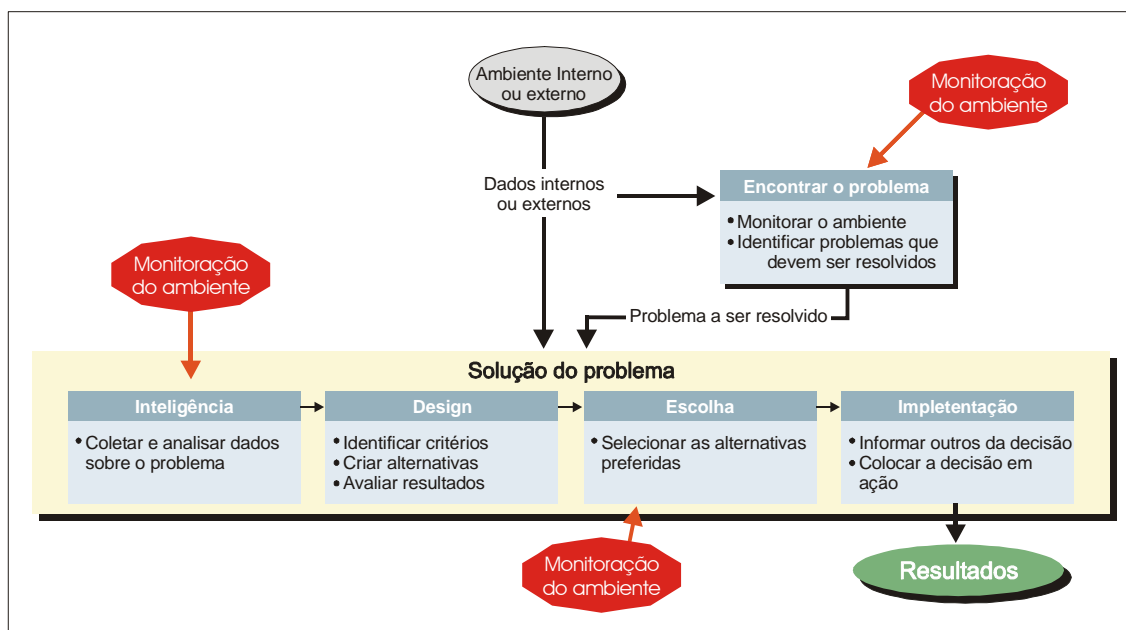 Ambiente Interno
ou externo
Monitoração
do ambiente
Dados internos
ou externos
Encontrar o problema
• Monitorar o ambiente
• Identificar problemas que
devem ser resolvidos
Monitoração
do ambiente
Problema a ser resolvido
Solução do problema
Inteligência
• Coletar e analisar dados
sobre o problema
Design
• Identificar critérios
• Criar alternativas
• Avaliar resultados
Escolha
• Selecionar as alternativas
preferidas
Impletentação
• Informar outros da decisão
• Colocar a decisão em
ação
Monitoração
do ambiente
Resultados